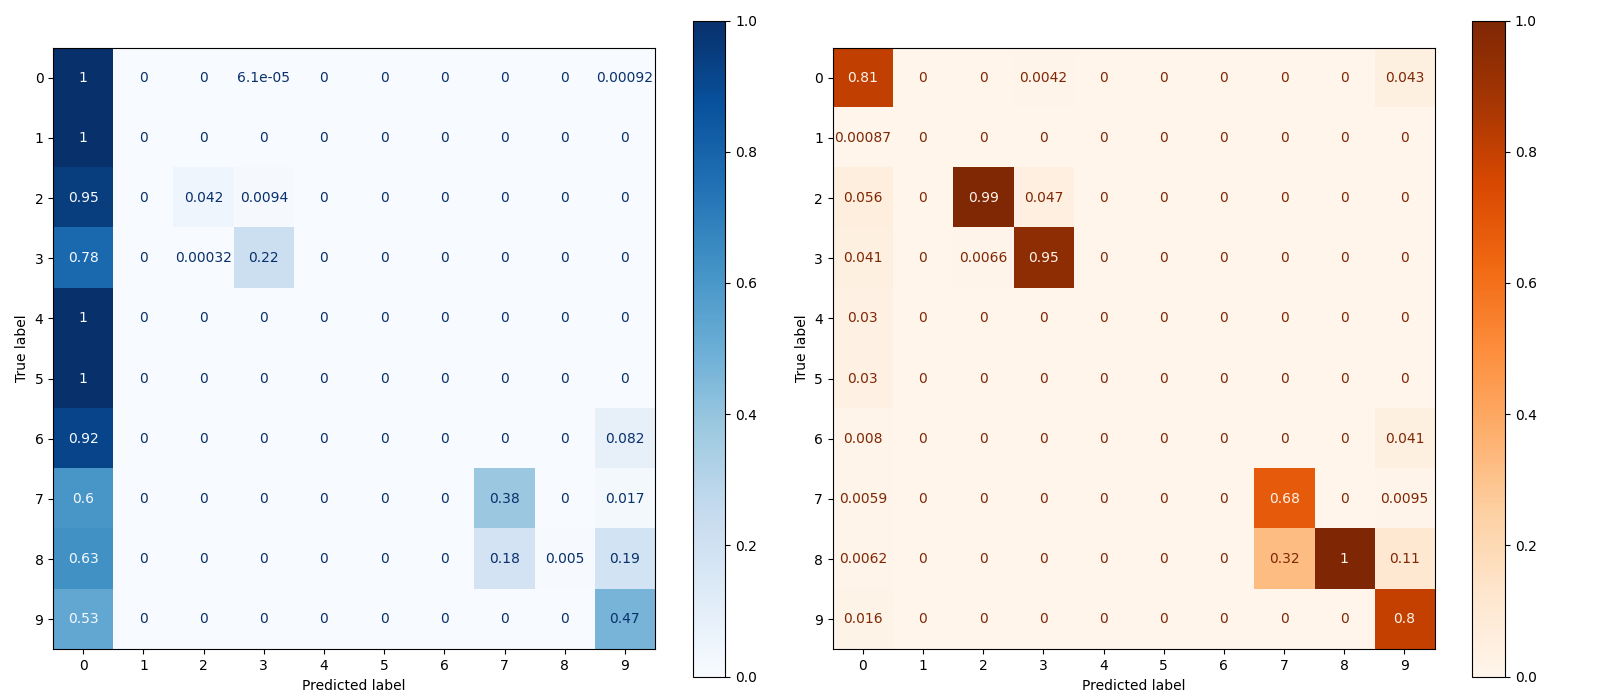 0 1 0 0 6.1e-05 0 0 0 0 0 0.00092
1 1 0 0 0 0 0 0 0 0 0
2 0.95 0 0.042 0.0094 0 0 0 0 0 0
3 0.78 0 0.00032 0.22 0 0 0 0 0 0
4 1 0 0 0 0 0 0 0 0 0
5 1 0 0 0 0 0 0 0 0 0
6 0.92 0 0 0 0 0 0 0 0 0.082
7 0.6 0 0 0 0 0 0 0.38 0 0.017
8 0.63 0 0 0 0 0 0 0.18 0.005 0.19
9 0.53 0 0 0 0 0 0 0 0 0.47
0 1 2 3 4 5 6 7 8 9
Predicted label
True label
1.0
0.8
0.6
0.4
0.2
0.0
0 0.81 0 0 0.0042 0 0 0 0 0 0.043
1 0.00087 0 0 0 0 0 0 0 0 0
2 0.056 0 0.99 0.047 0 0 0 0 0 0
3 0.041 0 0.0066 0.95 0 0 0 0 0 0
4 0.03 0 0 0 0 0 0 0 0 0
5 0.03 0 0 0 0 0 0 0 0 0
6 0.008 0 0 0 0 0 0 0 0 0.041
7 0.0059 0 0 0 0 0 0 0.68 0 0.0095
8 0.0062 0 0 0 0 0 0 0.32 1 0.11
9 0.016 0 0 0 0 0 0 0 0 0.8
0 1 2 3 4 5 6 7 8 9
Predicted label
True label
1.0
0.8
0.6
0.4
0.2
0.0